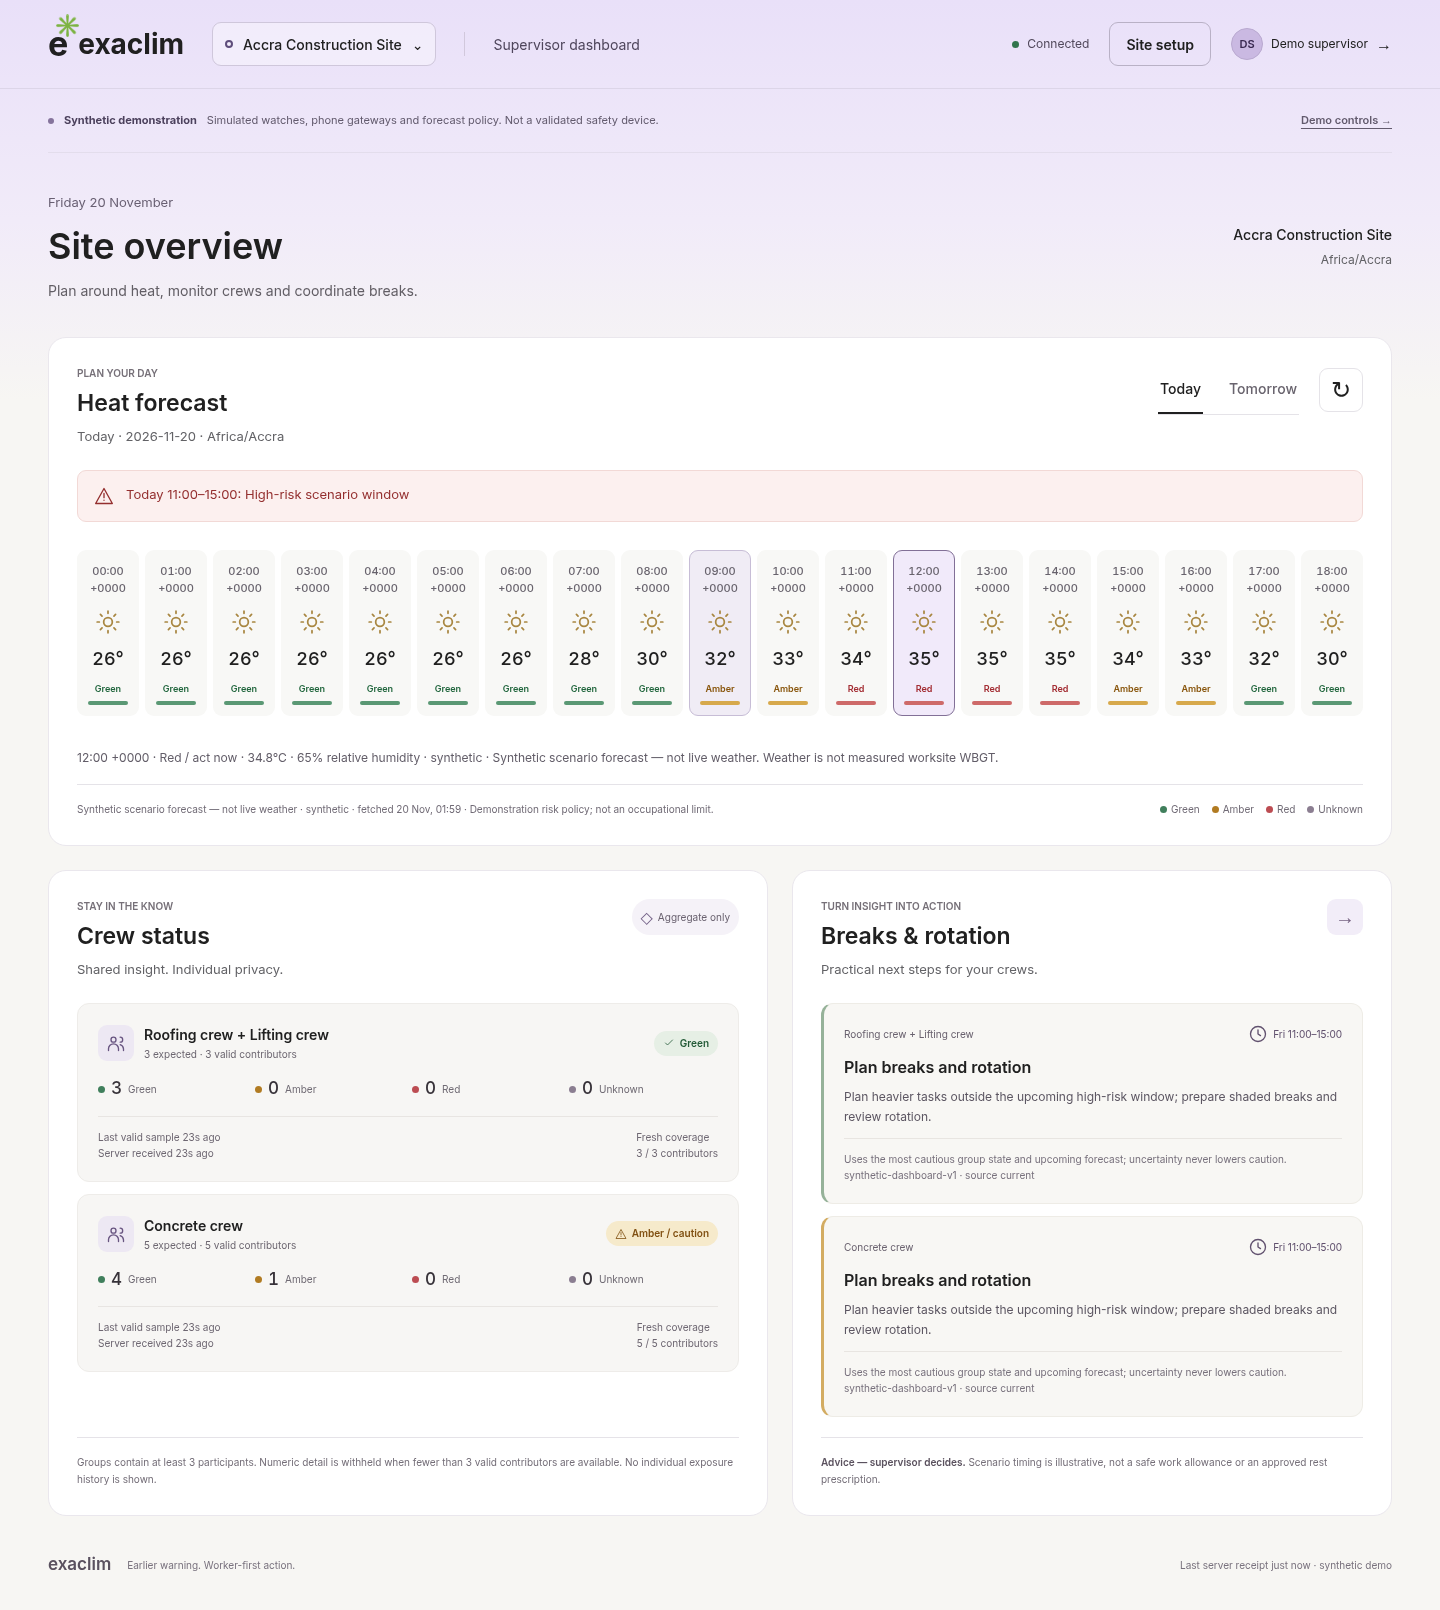 e exaclim
Accra Construction Site
Supervisor dashboard
Connected
Site setup
DS
Demo supervisor →
Synthetic demonstration Simulated watches, phone gateways and forecast policy. Not a validated safety device.
Demo controls →
Friday 20 November
Site overview
Plan around heat, monitor crews and coordinate breaks.
Accra Construction Site
Africa/Accra
PLAN YOUR DAY
Heat forecast
Today · 2026-11-20 · Africa/Accra
Today Tomorrow
Today 11:00–15:00: High-risk scenario window
00:00 01:00 02:00 03:00 04:00 05:00 06:00 07:00 08:00 09:00 10:00 11:00 12:00 13:00 14:00 15:00 16:00 17:00 18:00
+0000 +0000 +0000 +0000 +0000 +0000 +0000 +0000 +0000 +0000 +0000 +0000 +0000 +0000 +0000 +0000 +0000 +0000 +0000
26° 26° 26° 26° 26° 26° 26° 28° 30° 32° 33° 34° 35° 35° 35° 34° 33° 32° 30°
Green Green Green Green Green Green Green Green Green Amber Amber Red Red Red Red Amber Amber Green Green
12:00 +0000 · Red / act now · 34.8°C · 65% relative humidity · synthetic · Synthetic scenario forecast — not live weather. Weather is not measured worksite WBGT.
Synthetic scenario forecast — not live weather · synthetic · fetched 20 Nov, 01:59 · Demonstration risk policy; not an occupational limit.
Green Amber Red Unknown
STAY IN THE KNOW
Crew status
Shared insight. Individual privacy.
Aggregate only
Roofing crew + Lifting crew
3 expected · 3 valid contributors
Green
3 Green 0 Amber 0 Red 0 Unknown
Last valid sample 23s ago
Server received 23s ago
Fresh coverage
3 / 3 contributors
Concrete crew
5 expected · 5 valid contributors
Amber / caution
4 Green 1 Amber 0 Red 0 Unknown
Last valid sample 23s ago
Server received 23s ago
Fresh coverage
5 / 5 contributors
Groups contain at least 3 participants. Numeric detail is withheld when fewer than 3 valid contributors are available. No individual exposure
history is shown.
TURN INSIGHT INTO ACTION
Breaks & rotation
Practical next steps for your crews.
→
Roofing crew + Lifting crew
Fri 11:00–15:00
Plan breaks and rotation
Plan heavier tasks outside the upcoming high-risk window; prepare shaded breaks and
review rotation.
Uses the most cautious group state and upcoming forecast; uncertainty never lowers caution.
synthetic-dashboard-v1 · source current
Concrete crew
Fri 11:00–15:00
Plan breaks and rotation
Plan heavier tasks outside the upcoming high-risk window; prepare shaded breaks and
review rotation.
Uses the most cautious group state and upcoming forecast; uncertainty never lowers caution.
synthetic-dashboard-v1 · source current
Advice — supervisor decides. Scenario timing is illustrative, not a safe work allowance or an approved rest
prescription.
exaclim
Earlier warning. Worker-first action.
Last server receipt just now · synthetic demo